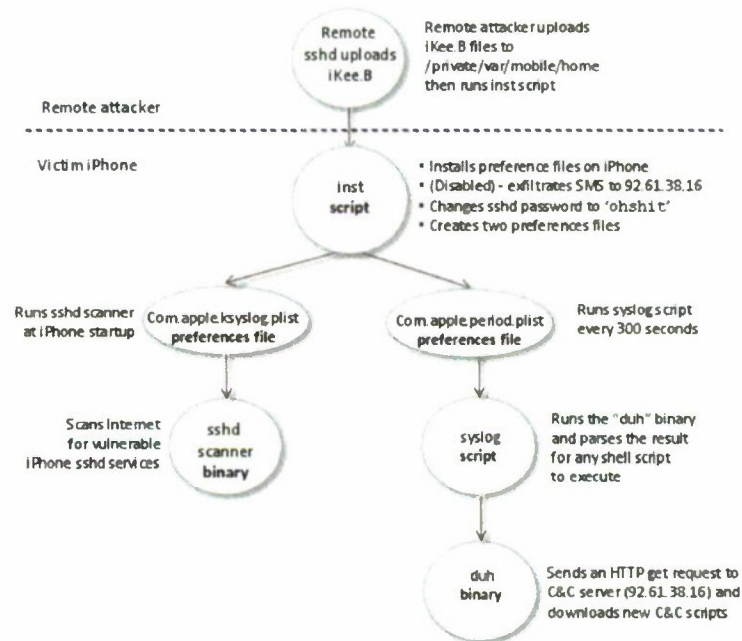 Remote
sshd uploads
iKee.B
Remote attacker uploads
iKee.B files to
/private/var/mobile/home
then runs inst script
Remote attacker
Victim iPhone
inst
script
• Installs preference files on iPhone
• (Disabled) - exfiltrates SMS to 92.61.38.16
• Changes sshd password to 'ohshit'
• Creates two preferences files
Runs sshd scanner
at iPhone startup
Com.apple.ksyslog.plist
preferences file
Com.apple.period.plist
preferences file
Runs syslog script
every 300 seconds
Scans Internet
for vulnerable
iPhone sshd services
sshd
scanner
binary
syslog
script
Runs the "duh" binary
and parses the result
for any shell script
to execute
duh
binary
Sends an HTTP get request to
C&C server (92.61.38.16) and
downloads new C&C scripts